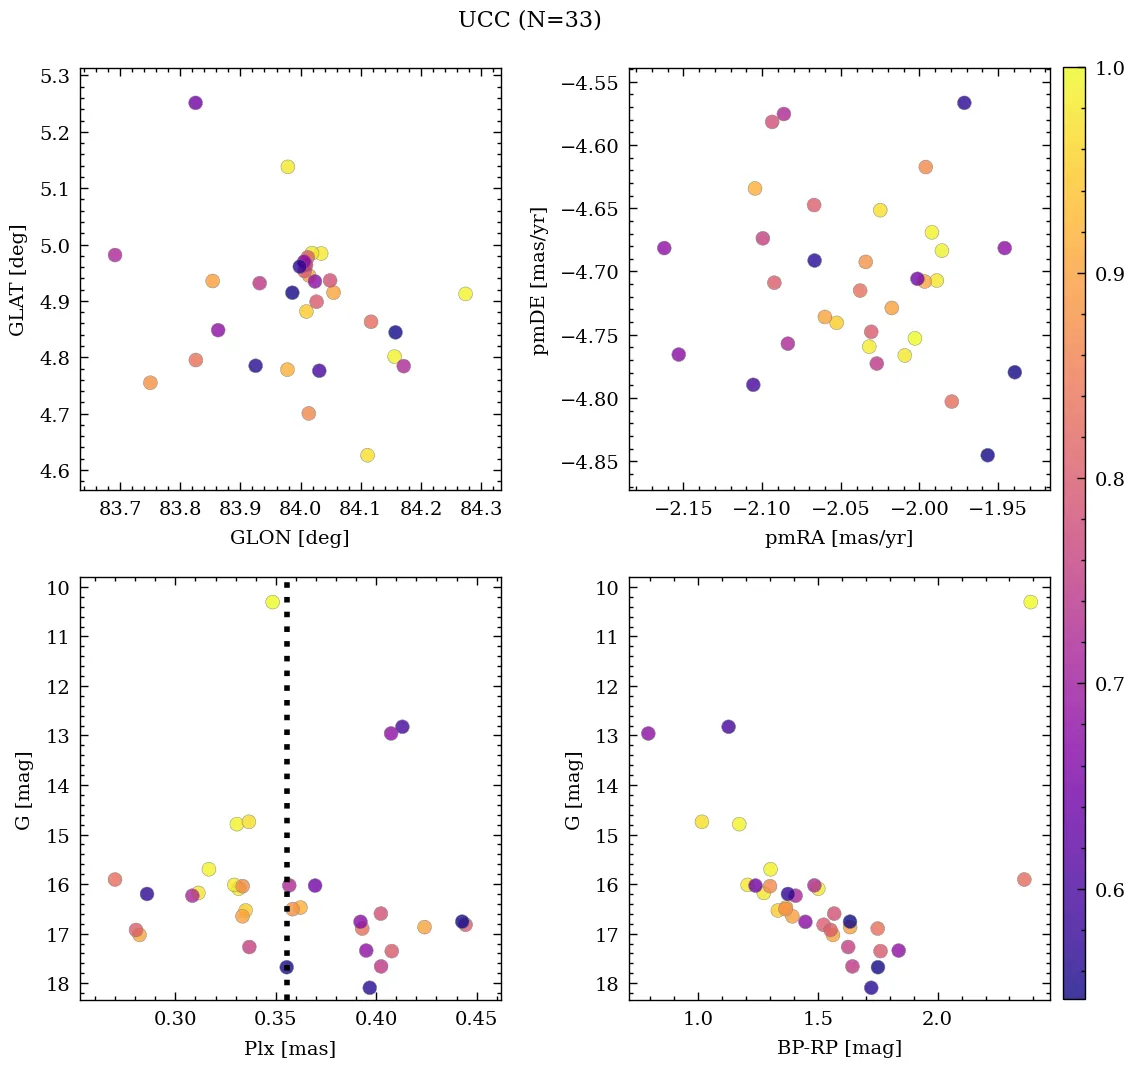 UCC (N=33)
5.3
5.2
5.1
5.0
4.9
4.8
4.7
4.6
GLAT [deg]
83.7 83.8 83.9 84.0 84.1 84.2 84.3
GLON [deg]
−4.55
−4.60
−4.65
−4.70
−4.75
−4.80
−4.85
pmDE [mas/yr]
−2.15 −2.10 −2.05 −2.00 −1.95
pmRA [mas/yr]
10
11
12
13
14
15
16
17
18
G [mag]
0.30 0.35 0.40 0.45
Plx [mas]
10
11
12
13
14
15
16
17
18
G [mag]
1.0 1.5 2.0
BP-RP [mag]
1.0
0.9
0.8
0.7
0.6